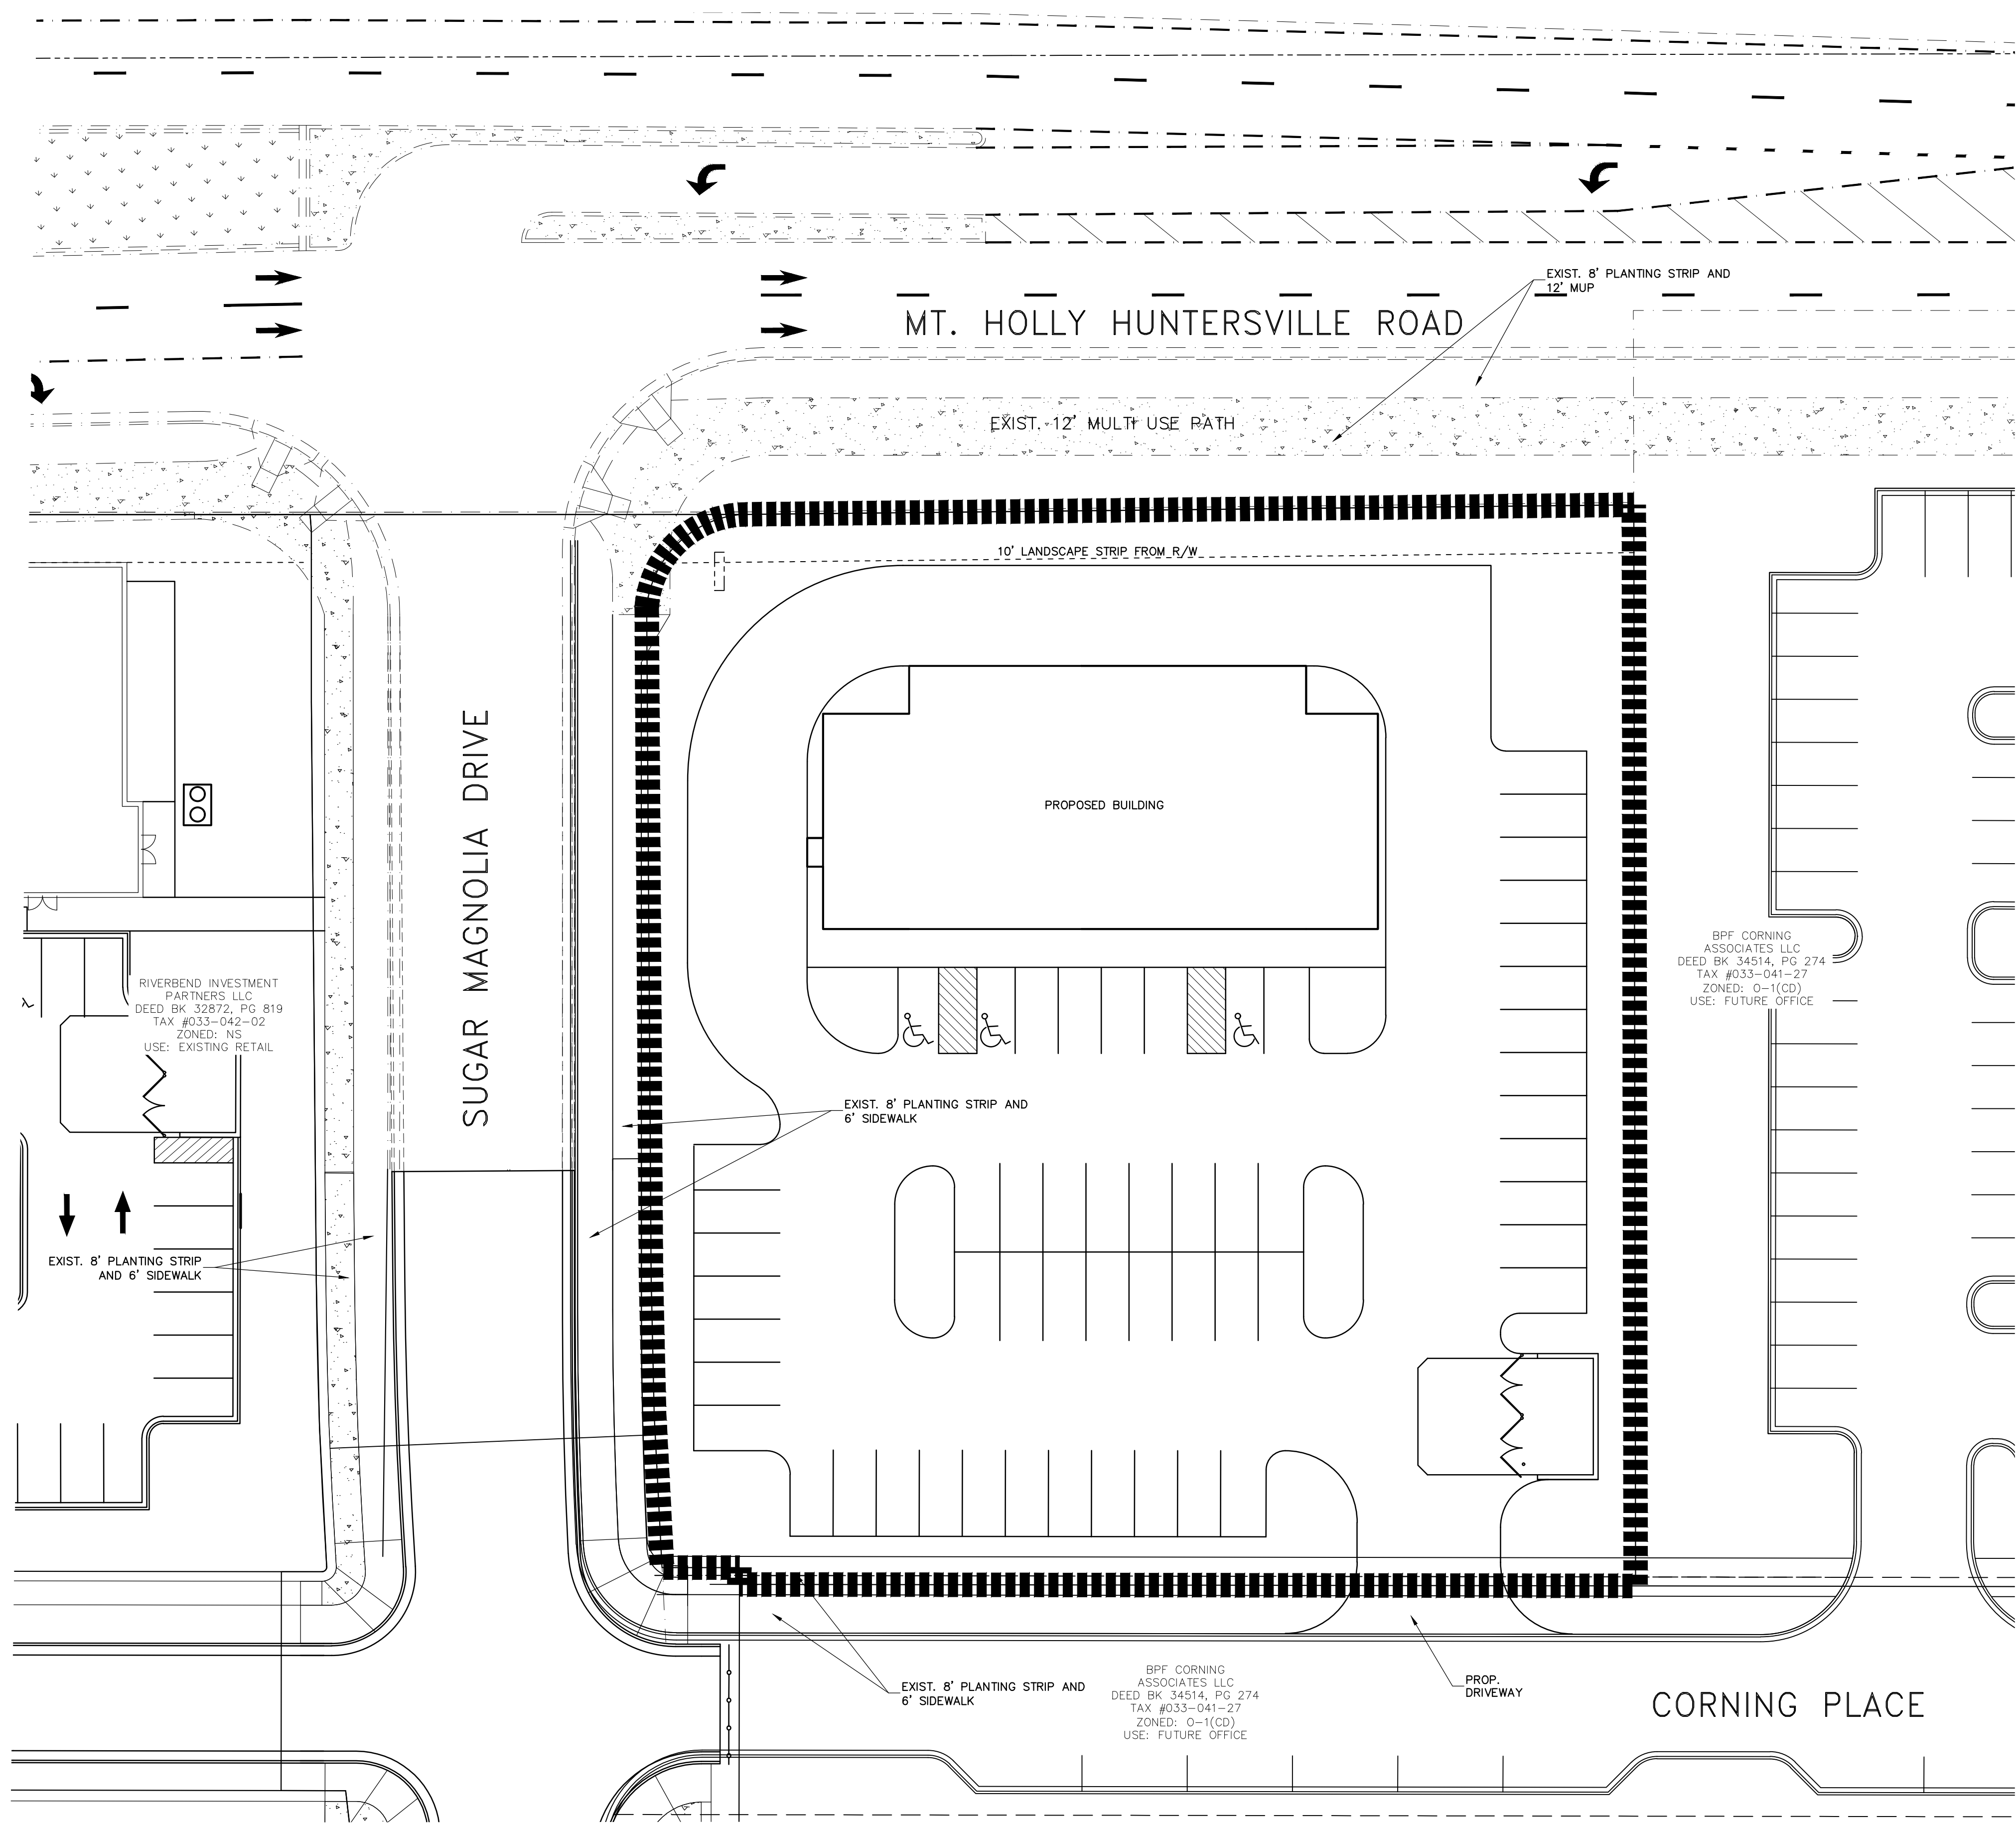 EXIST. 8' PLANTING STRIP AND
12' MUP
MT. HOLLY HUNTERSVILLE ROAD
EXIST. 12' MULTI USE PATH
10' LANDSCAPE STRIP FROM R/W
SUGAR MAGNOLIA DRIVE
PROPOSED BUILDING
BPF CORNING
ASSOCIATES LLC
DEED BK 34514, PG 274
TAX #033-041-27
ZONED: O-1(CD)
USE: FUTURE OFFICE
RIVERBEND INVESTMENT
PARTNERS LLC
DEED BK 32872, PG 819
TAX #033-042-02
ZONED: NS
USE: EXISTING RETAIL
EXIST. 8' PLANTING STRIP AND
6' SIDEWALK
EXIST. 8' PLANTING STRIP
AND 6' SIDEWALK
EXIST. 8' PLANTING STRIP AND
6' SIDEWALK
BPF CORNING
ASSOCIATES LLC
DEED BK 34514, PG 274
TAX #033-041-27
ZONED: O-1(CD)
USE: FUTURE OFFICE
PROP.
DRIVEWAY
CORNING PLACE